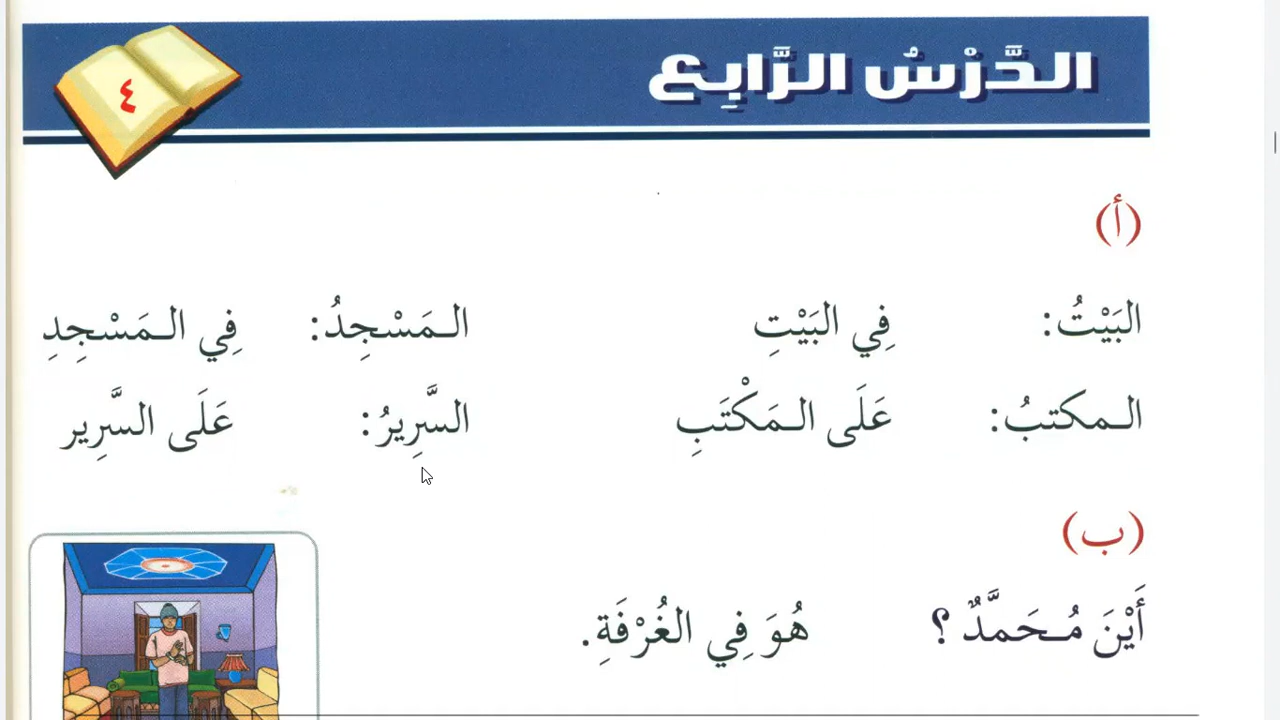 الدَّرْسُ الرَّابِع
٤
(أ)
البَيْتُ: فِي البَيْتِ المَسْجِدُ: فِي المَسْجِدِ
المكتبُ: عَلَى المَكْتَبِ السَّرِيرُ: عَلَى السَّرِير
(ب)
أَيْنَ مُحَمَّدٌ ؟ هُوَ فِي الغُرْفَةِ.